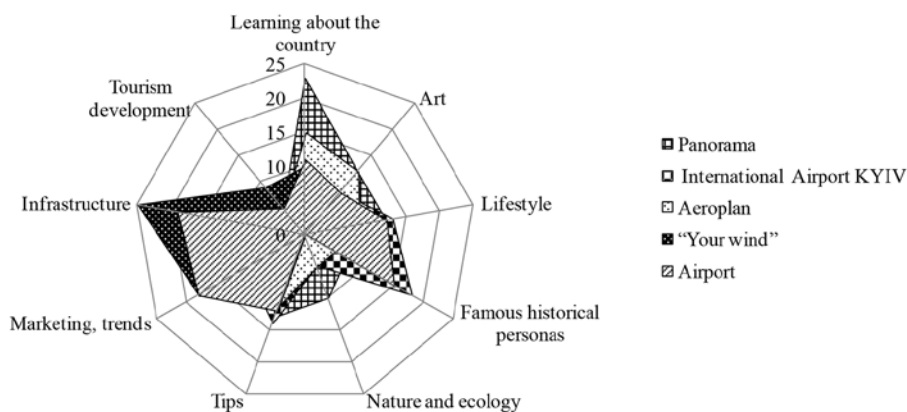 Learning about the
country
Tourism
development
Art
25
20
15
10
0
Infrastructure
Lifestyle
Marketing, trends
Famous historical
personas
Tips
Nature and ecology
Panorama
International Airport KYIV
Aeroplan
“Your wind”
Airport